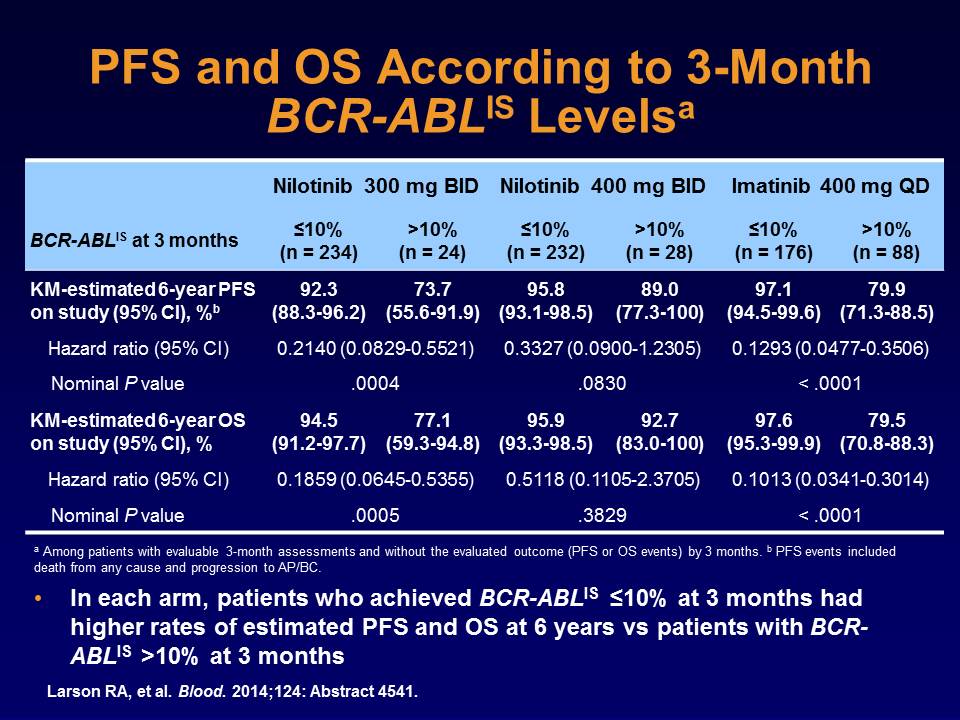 PFS and OS According to 3-Month
BCR-ABLᴵˢ Levelsᵃ
Nilotinib 300 mg BID Nilotinib 400 mg BID Imatinib 400 mg QD
BCR-ABLᴵˢ at 3 months ≤10% >10% ≤10% >10% ≤10% >10%
(n = 234) (n = 24) (n = 232) (n = 28) (n = 176) (n = 88)
KM-estimated 6-year PFS 92.3 73.7 95.8 89.0 97.1 79.9
on study (95% CI), %ᵇ (88.3-96.2) (55.6-91.9) (93.1-98.5) (77.3-100) (94.5-99.6) (71.3-88.5)
Hazard ratio (95% CI) 0.2140 (0.0829-0.5521) 0.3327 (0.0900-1.2305) 0.1293 (0.0477-0.3506)
Nominal P value .0004 .0830 < .0001
KM-estimated 6-year OS 94.5 77.1 95.9 92.7 97.6 79.5
on study (95% CI), % (91.2-97.7) (59.3-94.8) (93.3-98.5) (83.0-100) (95.3-99.9) (70.8-88.3)
Hazard ratio (95% CI) 0.1859 (0.0645-0.5355) 0.5118 (0.1105-2.3705) 0.1013 (0.0341-0.3014)
Nominal P value .0005 .3829 < .0001
ᵃ Among patients with evaluable 3-month assessments and without the evaluated outcome (PFS or OS events) by 3 months. ᵇ PFS events included
death from any cause and progression to AP/BC.
• In each arm, patients who achieved BCR-ABLᴵˢ ≤10% at 3 months had
higher rates of estimated PFS and OS at 6 years vs patients with BCR-
ABLᴵˢ >10% at 3 months
Larson RA, et al. Blood. 2014;124: Abstract 4541.